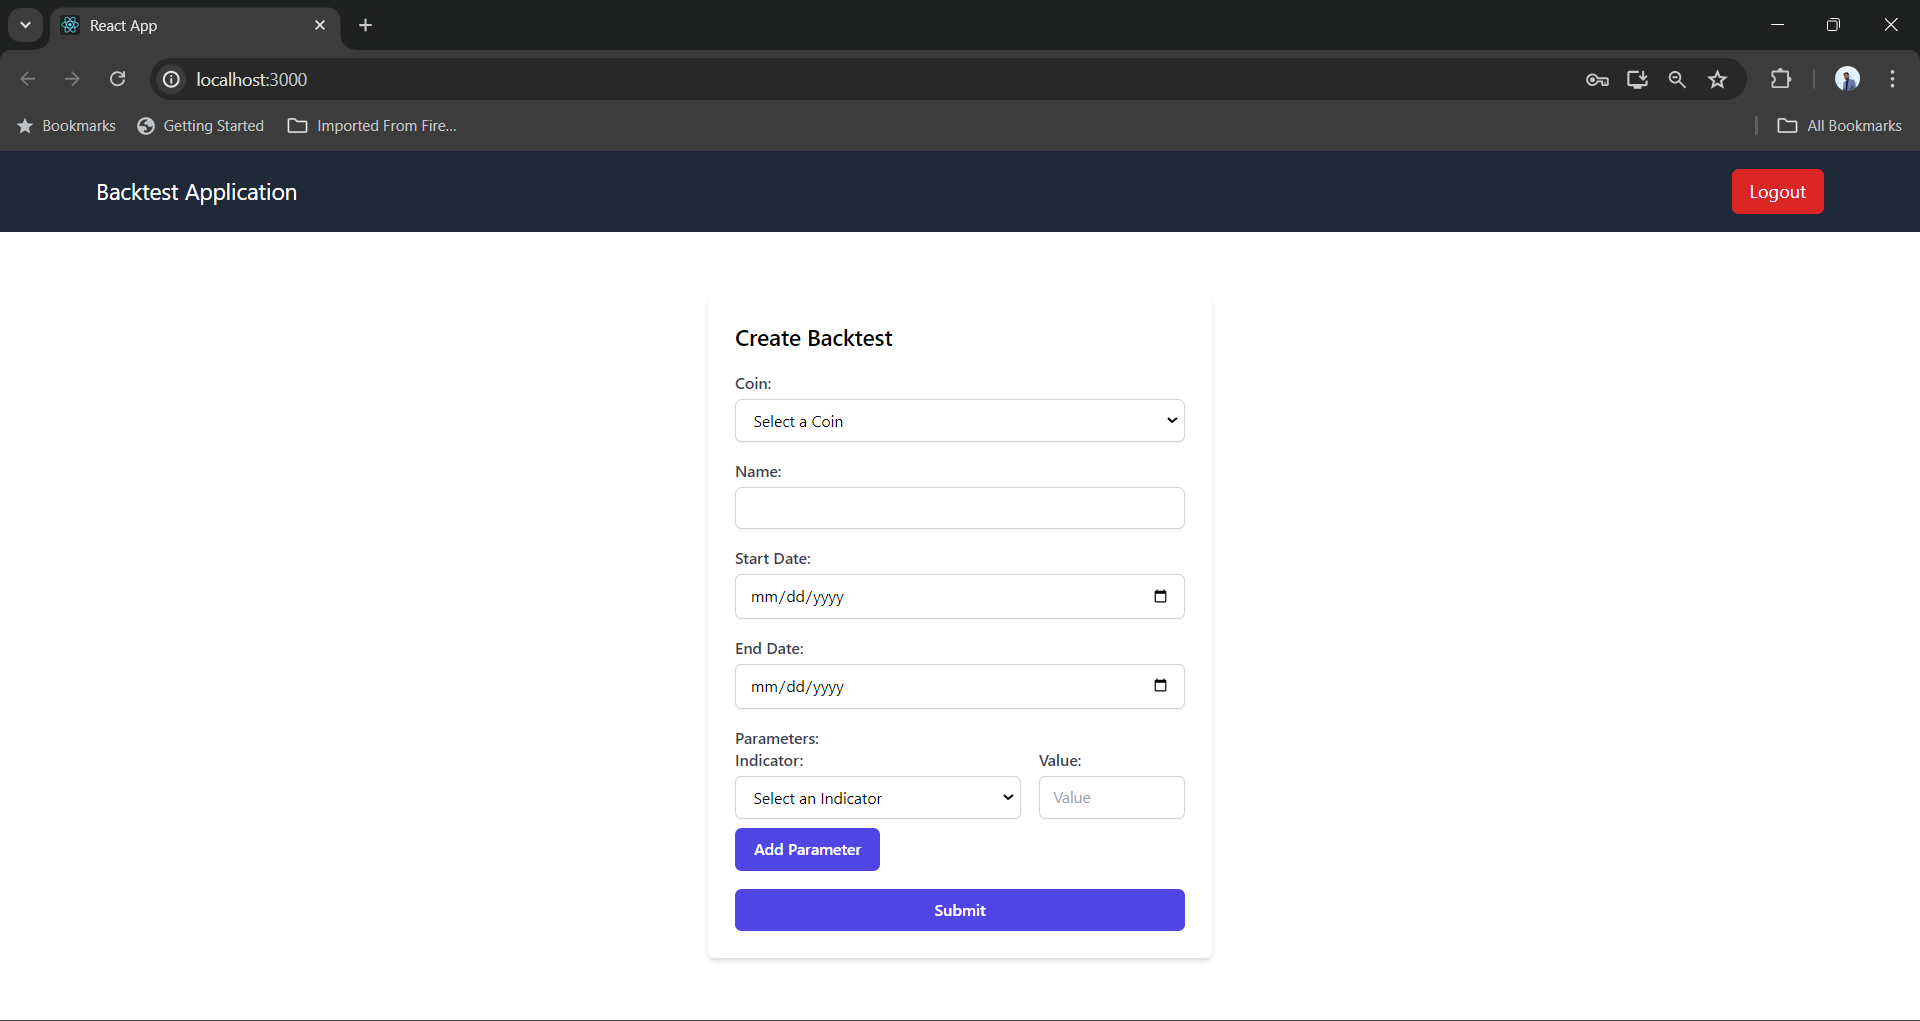 React App
localhost:3000
Bookmarks
Getting Started
Imported From Fire...
All Bookmarks
Backtest Application
Logout
Create Backtest
Coin:
Select a Coin
Name:
Start Date:
mm/dd/yyyy
End Date:
mm/dd/yyyy
Parameters:
Indicator: Value:
Select an Indicator Value
Add Parameter
Submit